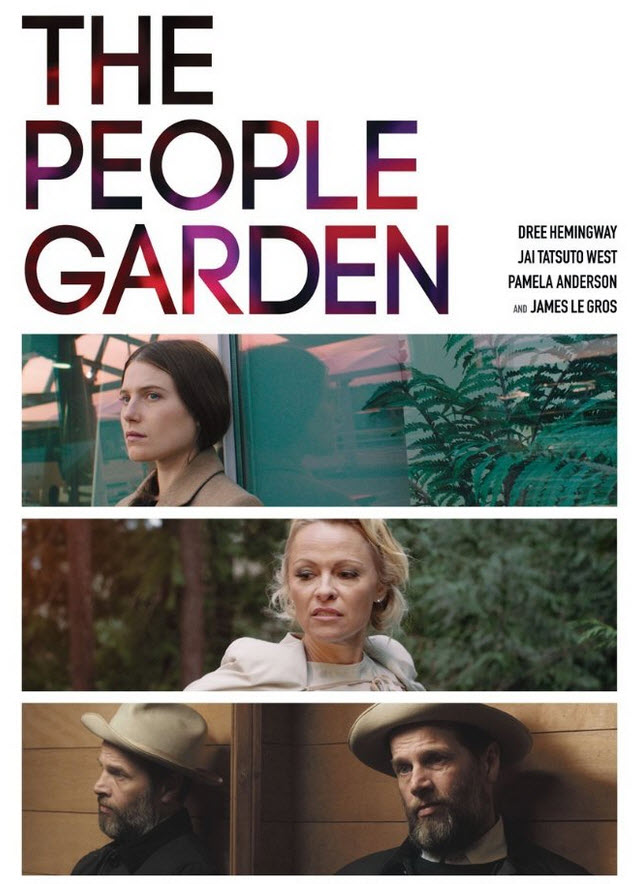 THE
PEOPLE
GARDEN
DREE HEMINGWAY
JAI TATSUTO WEST
PAMELA ANDERSON
AND JAMES LE GROS